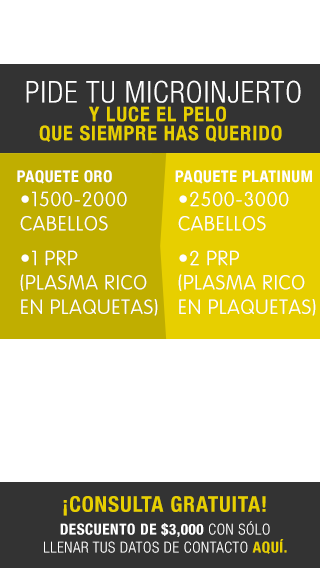 PIDE TU MICROINJERTO
Y LUCE EL PELO
QUE SIEMPRE HAS QUERIDO
PAQUETE ORO
•1500-2000
CABELLOS
•1 PRP
(PLASMA RICO
EN PLAQUETAS)
PAQUETE PLATINUM
•2500-3000
CABELLOS
•2 PRP
(PLASMA RICO
EN PLAQUETAS)
¡CONSULTA GRATUITA!
DESCUENTO DE $3,000 CON SÓLO
LLENAR TUS DATOS DE CONTACTO AQUÍ.